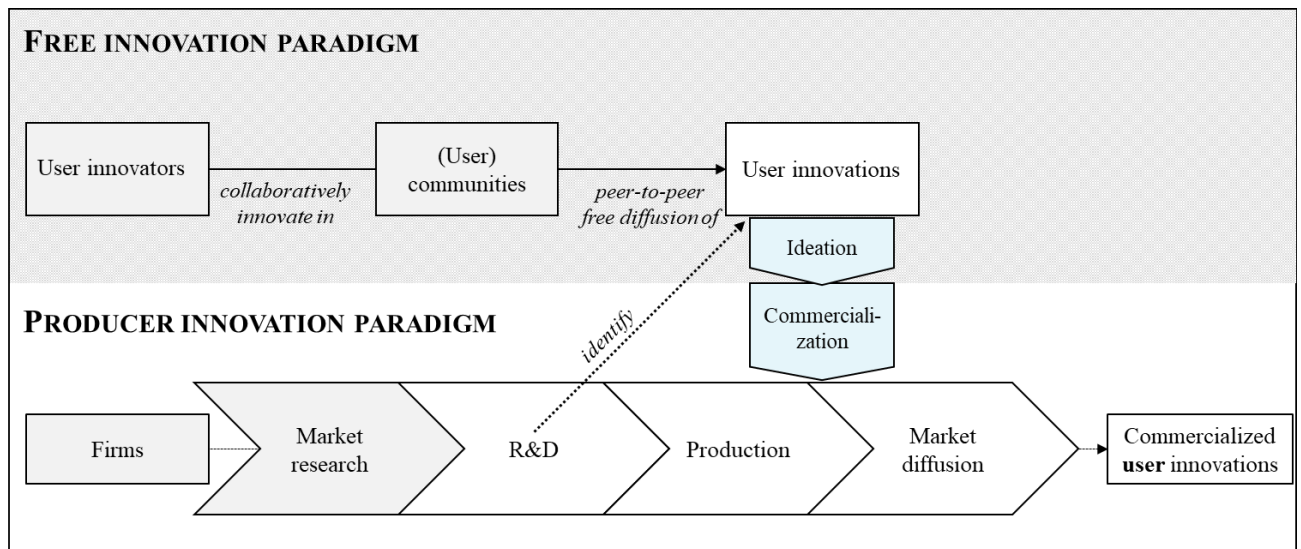 FREE INNOVATION PARADIGM
User innovators
collaboratively
innovate in
(User)
communities
peer-to-peer
free diffusion of
User innovations
Ideation
Commerciali-
zation
PRODUCER INNOVATION PARADIGM
identify
Firms
Market
research
R&D
Production
Market
diffusion
Commercialized
user innovations